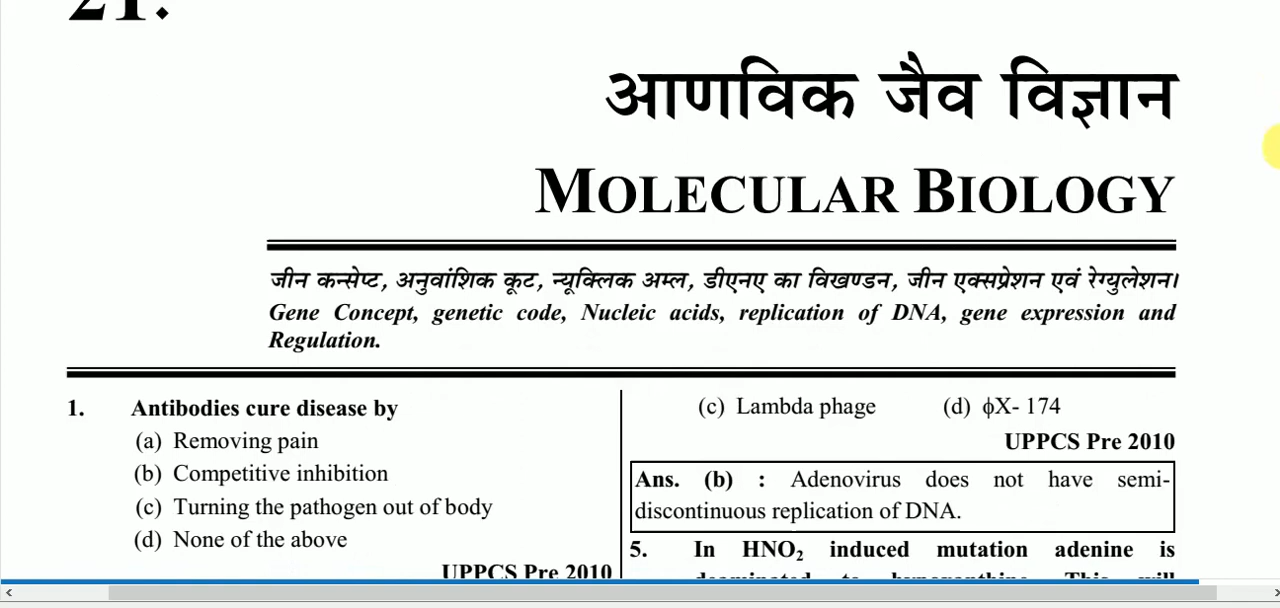 21.
आणविक जैव विज्ञान
MOLECULAR BIOLOGY
जीन कन्सेप्ट, अनुवांशिक कूट, न्यूक्लिक अम्ल, डीएनए का विखण्डन, जीन एक्सप्रेशन एवं रेग्युलेशन।
Gene Concept, genetic code, Nucleic acids, replication of DNA, gene expression and
Regulation.
1. Antibodies cure disease by
(a) Removing pain
(b) Competitive inhibition
(c) Turning the pathogen out of body
(d) None of the above
UPPCS Pre 2010
(c) Lambda phage (d) ϕX- 174
UPPCS Pre 2010
Ans. (b) : Adenovirus does not have semi-
discontinuous replication of DNA.
5. In HNO₂ induced mutation adenine is